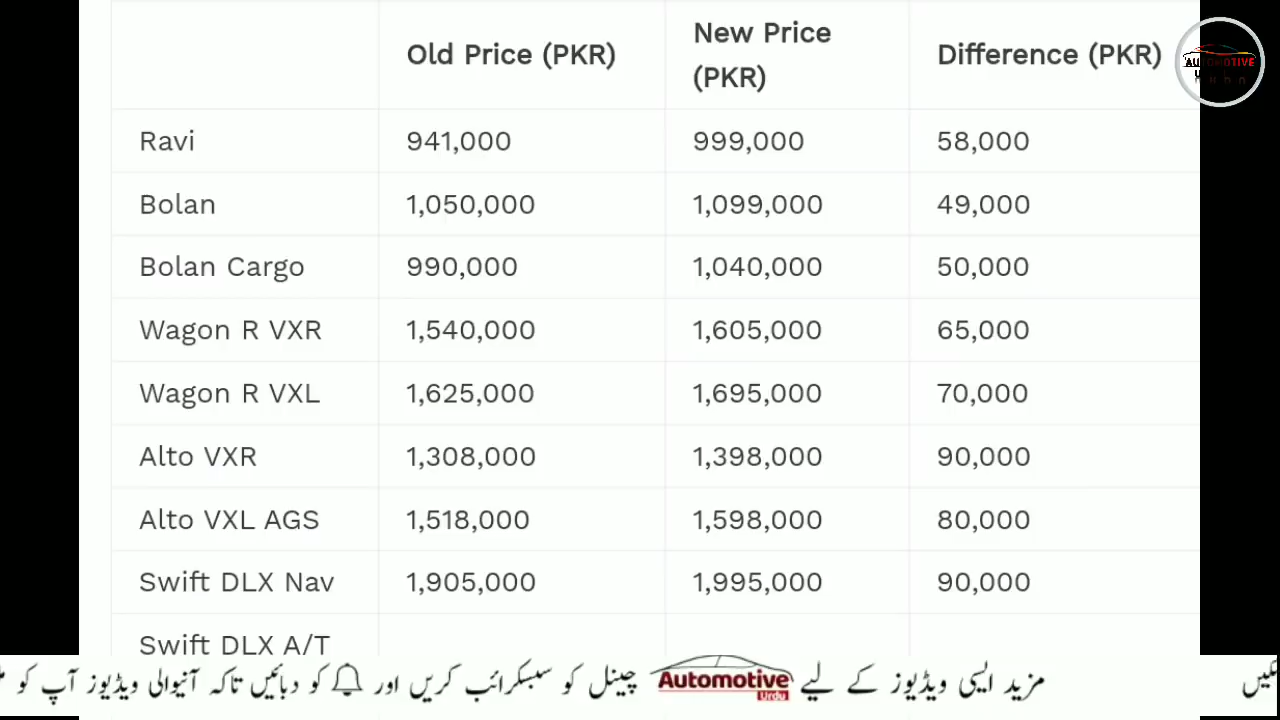 Old Price (PKR) New Price (PKR) Difference (PKR)
Ravi 941,000 999,000 58,000
Bolan 1,050,000 1,099,000 49,000
Bolan Cargo 990,000 1,040,000 50,000
Wagon R VXR 1,540,000 1,605,000 65,000
Wagon R VXL 1,625,000 1,695,000 70,000
Alto VXR 1,308,000 1,398,000 90,000
Alto VXL AGS 1,518,000 1,598,000 80,000
Swift DLX Nav 1,905,000 1,995,000 90,000
Swift DLX A/T
مزید ایسی ویڈیوز کے لیے Automotive Urdu چینل کو سبسکرائب کریں اور کو دبائیں تاکہ آنیوالی ویڈیوز آپ کو